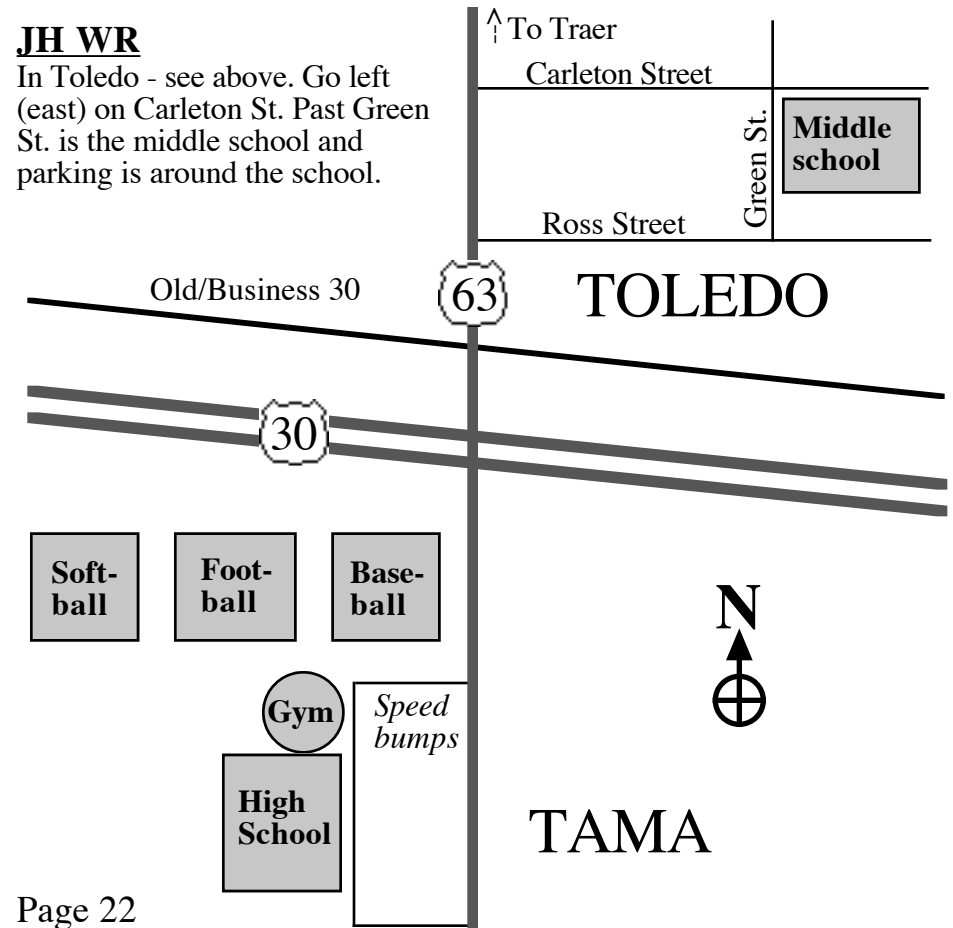 JH WR
In Toledo - see above. Go left
(east) on Carleton St. Past Green
St. is the middle school and
parking is around the school.
To Traer
Carleton Street
Green St.
Middle
school
Ross Street
Old/Business 30
63
TOLEDO
30
Soft-
ball
Foot-
ball
Base-
ball
N
Gym
Speed
bumps
High
School
TAMA
Page 22